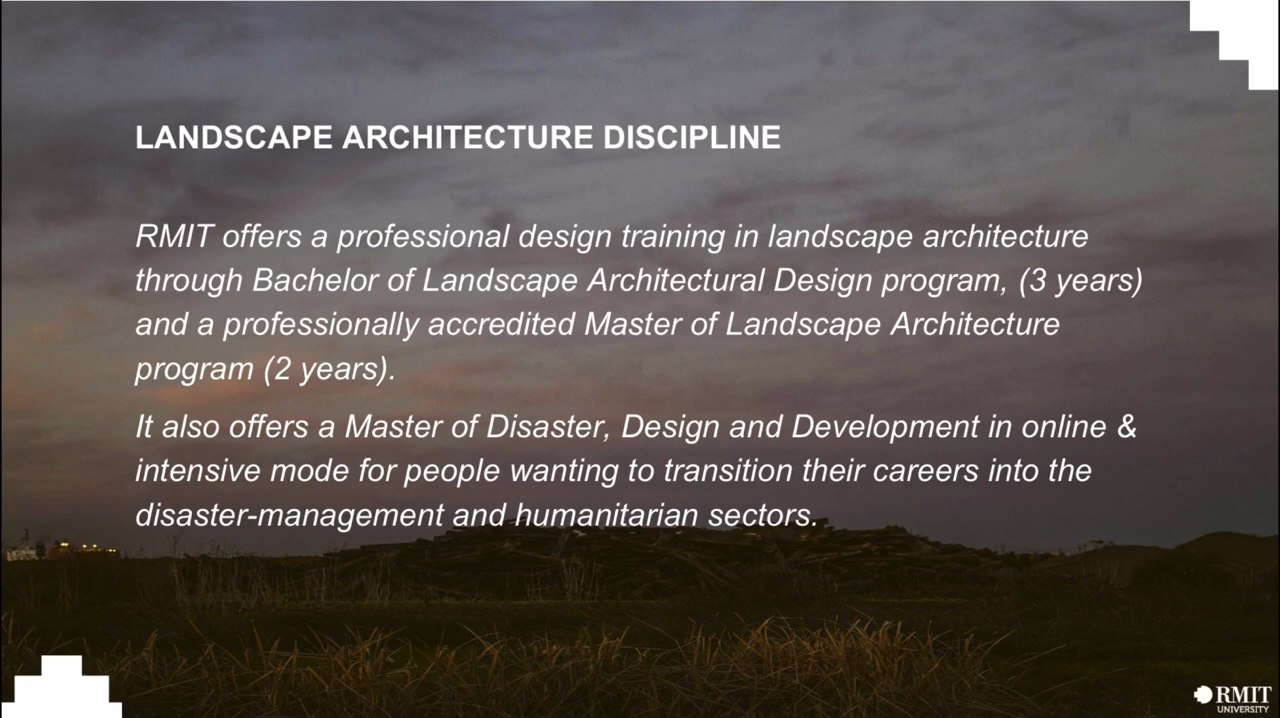 LANDSCAPE ARCHITECTURE DISCIPLINE
RMIT offers a professional design training in landscape architecture
through Bachelor of Landscape Architectural Design program, (3 years)
and a professionally accredited Master of Landscape Architecture
program (2 years).
It also offers a Master of Disaster, Design and Development in online &
intensive mode for people wanting to transition their careers into the
disaster-management and humanitarian sectors.
RMIT
UNIVERSITY